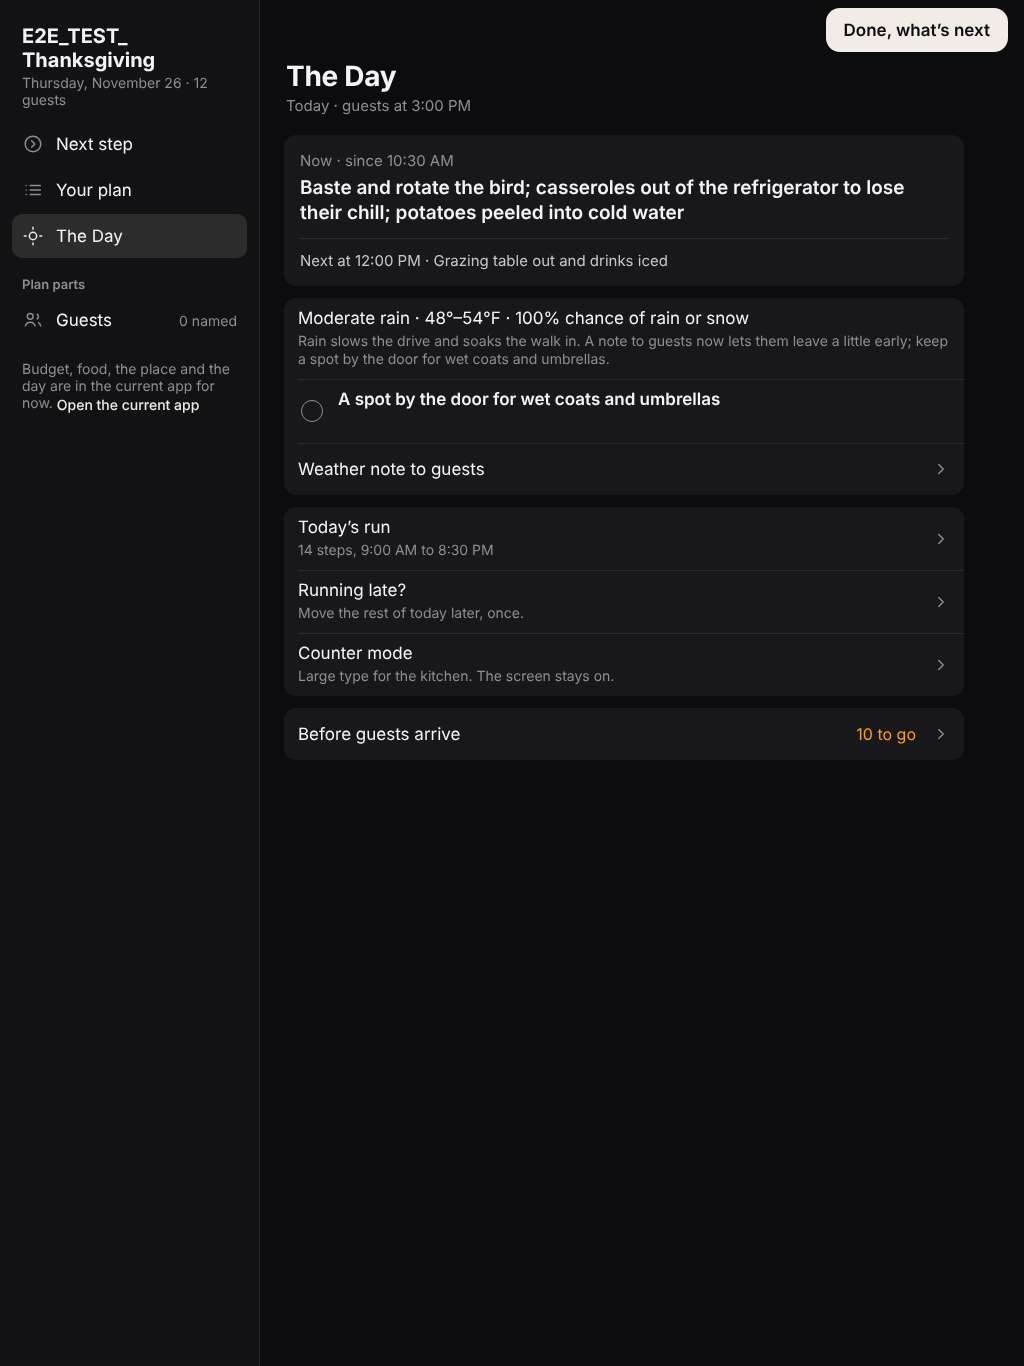 E2E_TEST_
Thanksgiving
Thursday, November 26 · 12
guests
Next step
Your plan
The Day
Plan parts
Guests 0 named
Budget, food, the place and the
day are in the current app for
now. Open the current app
Done, what’s next
The Day
Today · guests at 3:00 PM
Now · since 10:30 AM
Baste and rotate the bird; casseroles out of the refrigerator to lose
their chill; potatoes peeled into cold water
Next at 12:00 PM · Grazing table out and drinks iced
Moderate rain · 48°–54°F · 100% chance of rain or snow
Rain slows the drive and soaks the walk in. A note to guests now lets them leave a little early; keep
a spot by the door for wet coats and umbrellas.
A spot by the door for wet coats and umbrellas
Weather note to guests
Today’s run
14 steps, 9:00 AM to 8:30 PM
Running late?
Move the rest of today later, once.
Counter mode
Large type for the kitchen. The screen stays on.
Before guests arrive 10 to go